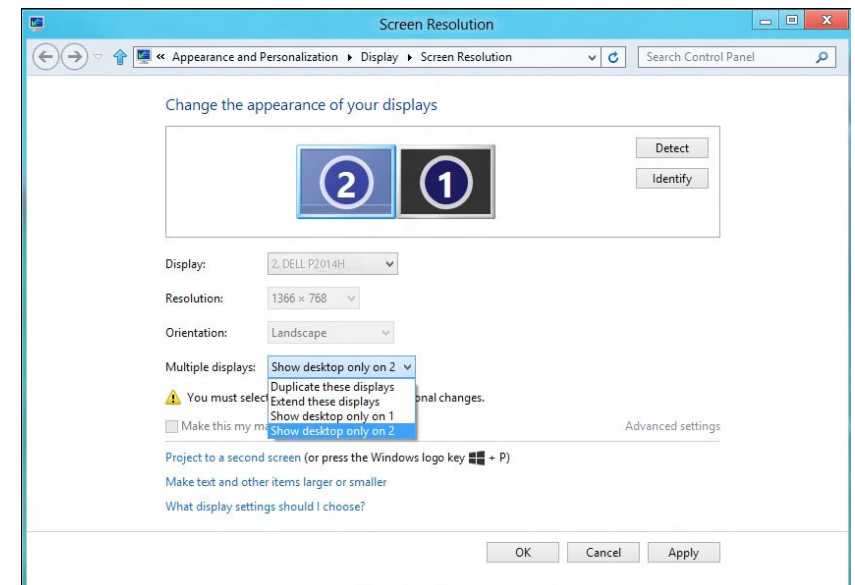 Screen Resolution
« Appearance and Personalization ▸ Display ▸ Screen Resolution
Search Control Panel
Change the appearance of your displays
2
1
Detect
Identify
Display: 2, DELL P2014H
Resolution: 1366 × 768
Orientation: Landscape
Multiple displays: Show desktop only on 2
Duplicate these displays
Extend these displays
Show desktop only on 1
Show desktop only on 2
You must select onal changes.
Make this my m
Advanced settings
Project to a second screen (or press the Windows logo key + P)
Make text and other items larger or smaller
What display settings should I choose?
OK Cancel Apply